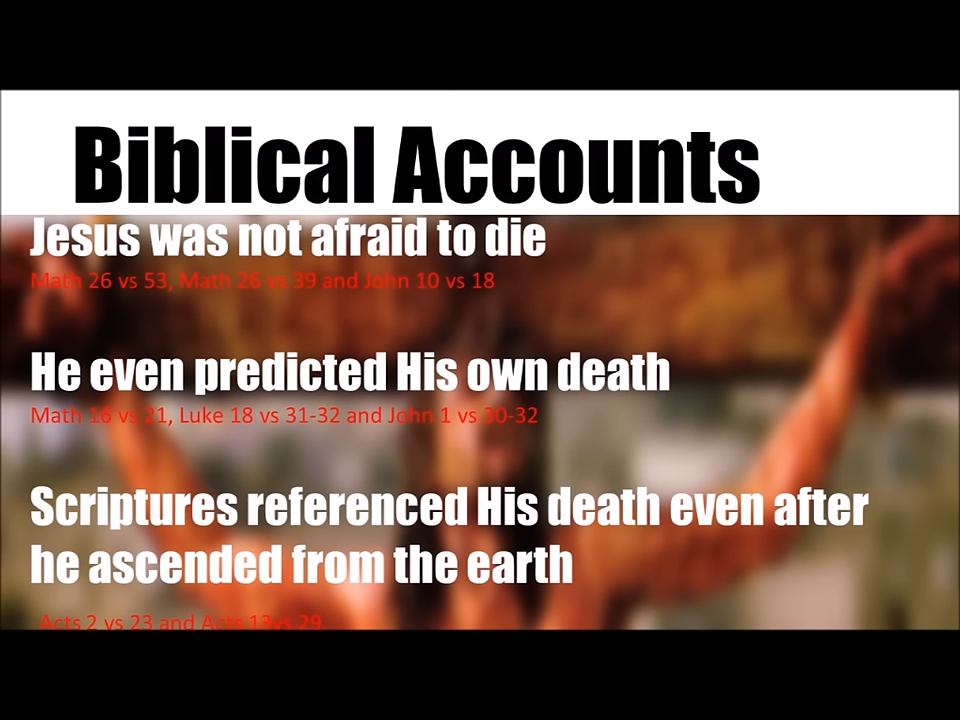 Biblical Accounts
Jesus was not afraid to die
Math 26 vs 53, Math 26 vs 39 and John 10 vs 18
He even predicted His own death
Math 16 vs 21, Luke 18 vs 31-32 and John 1 vs 30-32
Scriptures referenced His death even after
he ascended from the earth
Acts 2 vs 23 and Acts 13vs 29